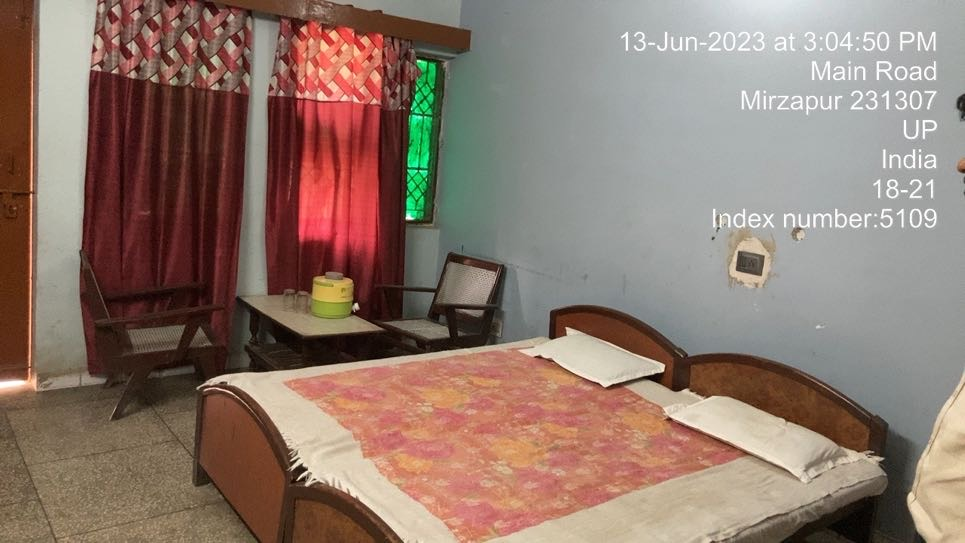 13-Jun-2023 at 3:04:50 PM
Main Road
Mirzapur 231307
UP
India
18-21
Index number:5109